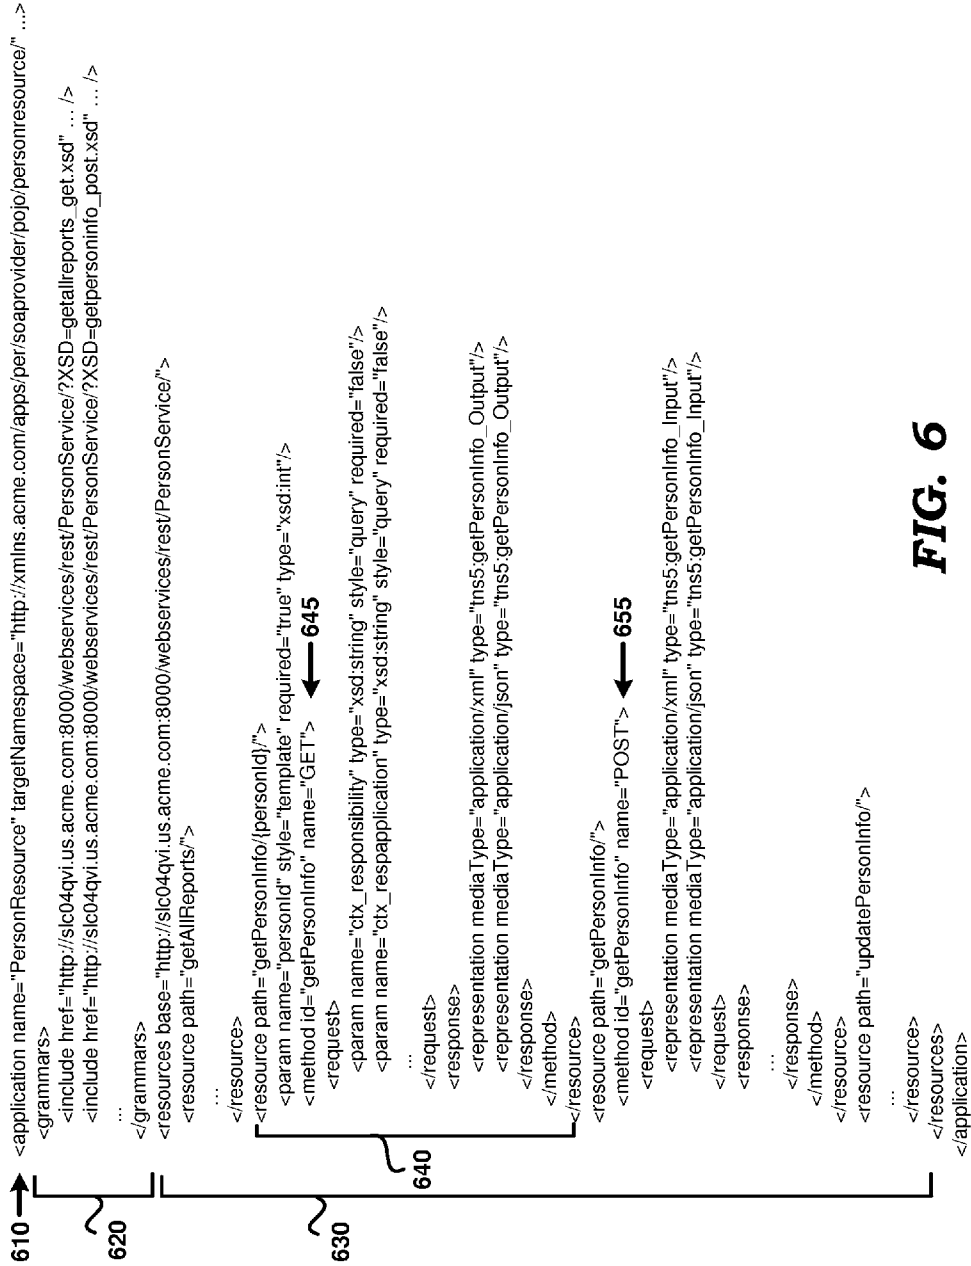 610 <application name="PersonResource" targetNamespace="http://xmlns.acme.com/apps/per/soaprovider/pojo/personresource/" ...>
<grammars>
<include href="http://slc04qvi.us.acme.com:8000/webservices/rest/PersonService/?XSD=getallreports_get.xsd" ... />
<include href="http://slc04qvi.us.acme.com:8000/webservices/rest/PersonService/?XSD=getpersoninfo_post.xsd" ... />
620
...
</grammars>
<resources base="http://slc04qvi.us.acme.com:8000/webservices/rest/PersonService/">
<resource path="getAllReports/">
...
</resource>
<resource path="getPersonInfo/{personId}/">
<param name="personId" style="template" required="true" type="xsd:int"/>
<method id="getPersonInfo" name="GET"> 645
630
<request>
<param name="ctx_responsibility" type="xsd:string" style="query" required="false"/>
<param name="ctx_respapplication" type="xsd:string" style="query" required="false"/>
...
640
</request>
<response>
<representation mediaType="application/xml" type="tns5:getPersonInfo_Output"/>
<representation mediaType="application/json" type="tns5:getPersonInfo_Output"/>
</response>
</method>
</resource>
<resource path="getPersonInfo/">
<method id="getPersonInfo" name="POST"> 655
<request>
<representation mediaType="application/xml" type="tns5:getPersonInfo_Input"/>
<representation mediaType="application/json" type="tns5:getPersonInfo_Input"/>
</request>
<response>
...
</response>
</method>
</resource>
<resource path="updatePersonInfo/">
...
</resource>
</resources>
</application>
FIG. 6